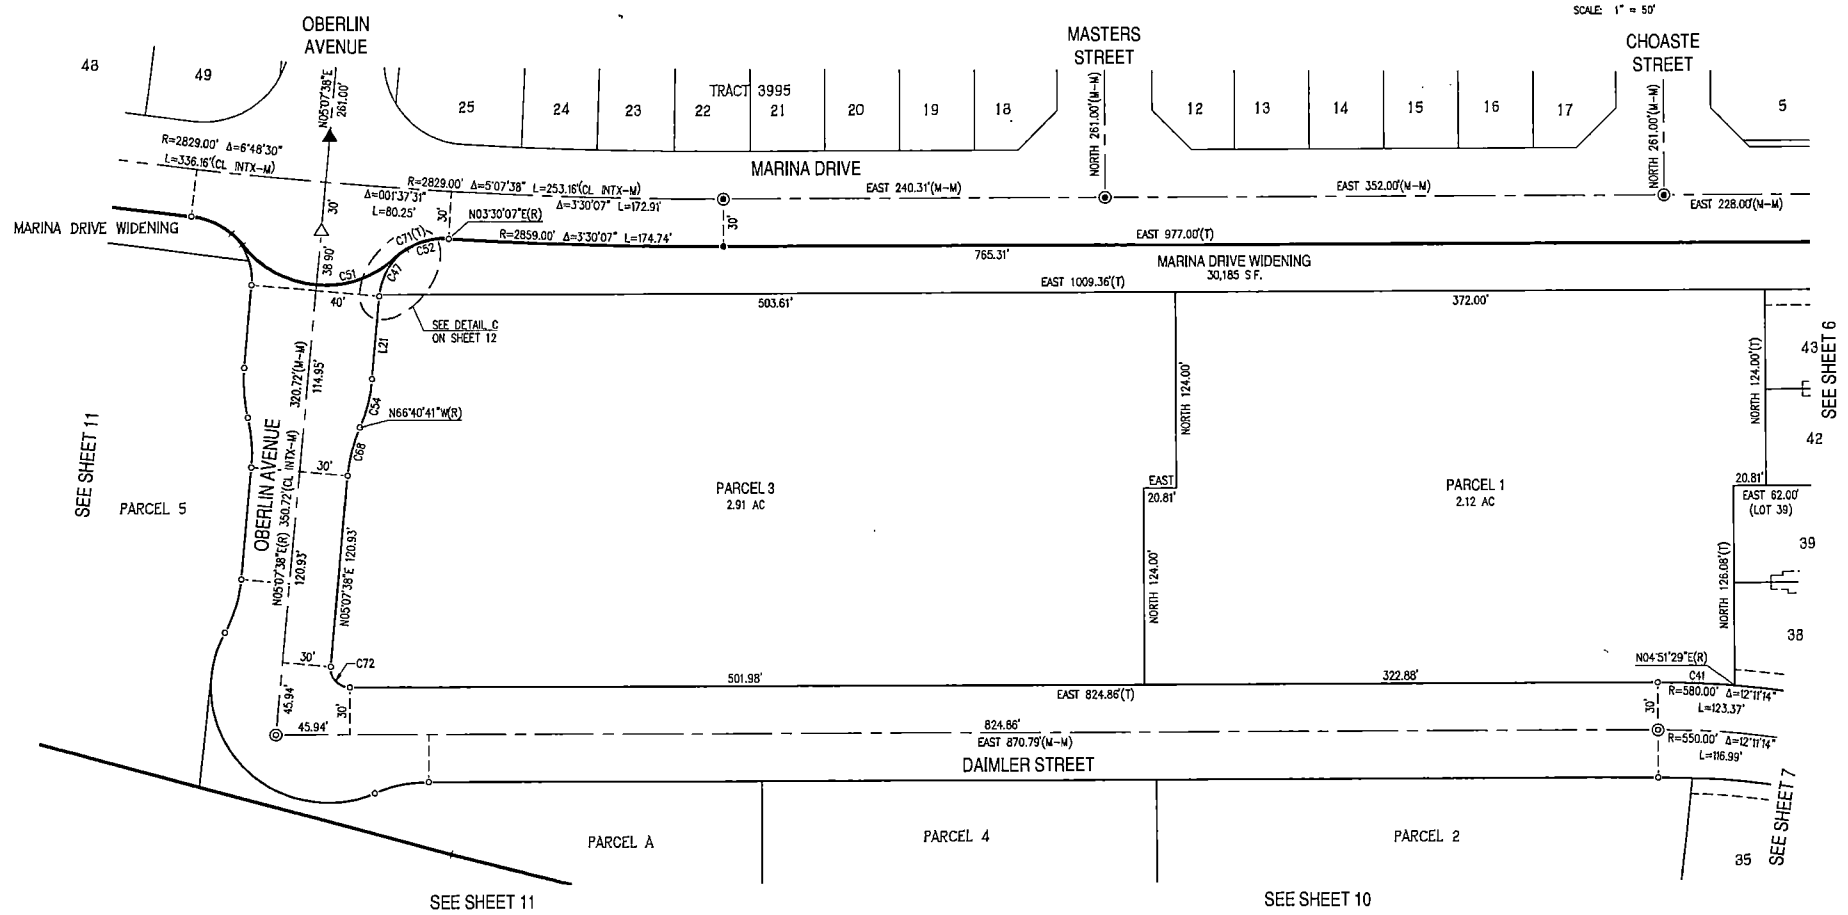 SCALE: 1" = 50'
OBERLIN
AVENUE
MASTERS
STREET
CHOASTE
STREET
48
49
N05°07'38"E
261.00'
25
24
23
22
TRACT 3995
21
20
19
18
12
13
14
15
16
17
5
NORTH 261.00'(M-M)
NORTH 261.00'(M-M)
R=2829.00' Δ=6°48'30"
L=336.16'(CL INTX-M)
MARINA DRIVE
R=2829.00' Δ=5°07'38" L=253.16'(CL INTX-M)
Δ=001°37'31"
L=80.25'
Δ=3°30'07" L=172.91'
EAST 240.31'(M-M)
EAST 352.00'(M-M)
EAST 228.00'(M-M)
30'
30'
30'
N03°30'07"E(R)
MARINA DRIVE WIDENING
C71(T)
C52
R=2859.00' Δ=3°30'07" L=174.74'
EAST 977.00'(T)
765.31'
MARINA DRIVE WIDENING
30,185 S.F.
38.90'
C51
C47
40'
EAST 1009.36'(T)
503.61'
372.00'
SEE DETAIL C
ON SHEET 12
L21
320.72'(M-M)
114.95'
C54
N66°40'41"W(R)
C68
30'
NORTH 124.00'
NORTH 124.00'(T)
43
42
SEE SHEET 6
SEE SHEET 11
PARCEL 5
OBERLIN AVENUE
N05°07'38"E(R) 350.72'(CL INTX-M)
120.93'
N05°07'38"E 120.93'
PARCEL 3
2.91 AC
EAST
20.81'
PARCEL 1
2.12 AC
20.81'
EAST 62.00'
(LOT 39)
39
NORTH 124.00'
NORTH 126.08'(T)
38
30'
C72
N04°51'29"E(R)
501.98'
EAST 824.86'(T)
322.88'
C41
R=580.00' Δ=12°11'14"
L=123.37'
45.94'
30'
30'
45.94'
824.86'
EAST 870.79'(M-M)
R=550.00' Δ=12°11'14"
L=116.99'
DAIMLER STREET
PARCEL A
PARCEL 4
PARCEL 2
35
SEE SHEET 7
SEE SHEET 11
SEE SHEET 10